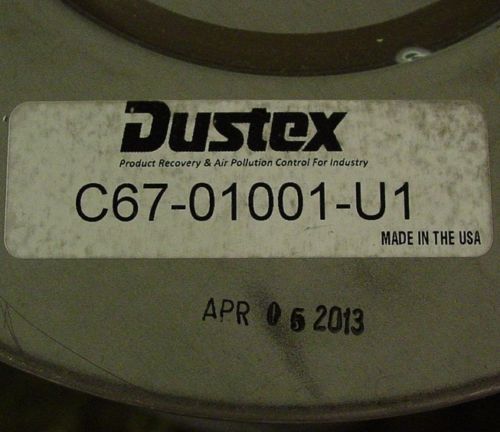 Dustex
Product Recovery & Air Pollution Control For Industry
C67-01001-U1
MADE IN THE USA
APR 05 2013